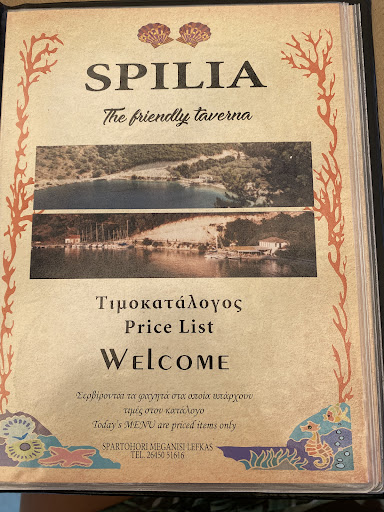 SPILIA
The friendly taverna
Τιμοκατάλογος
Price List
WELCOME
Σερβίρονται τα φαγητά στα οποία υπάρχουν
τιμές στον κατάλογο
Today's MENU are priced items only
SPARTOHORI MEGANISI LEFKAS
TEL. 26450 51616